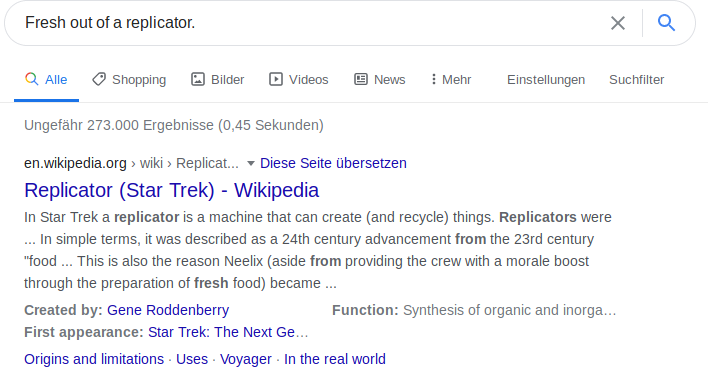 Fresh out of a replicator.
Alle Shopping Bilder Videos News Mehr Einstellungen Suchfilter
Ungefähr 273.000 Ergebnisse (0,45 Sekunden)
en.wikipedia.org › wiki › Replicat... Diese Seite übersetzen
Replicator (Star Trek) - Wikipedia
In Star Trek a replicator is a machine that can create (and recycle) things. Replicators were
... In simple terms, it was described as a 24th century advancement from the 23rd century
"food ... This is also the reason Neelix (aside from providing the crew with a morale boost
through the preparation of fresh food) became ...
Created by: Gene Roddenberry Function: Synthesis of organic and inorga…
First appearance: Star Trek: The Next Ge…
Origins and limitations · Uses · Voyager · In the real world